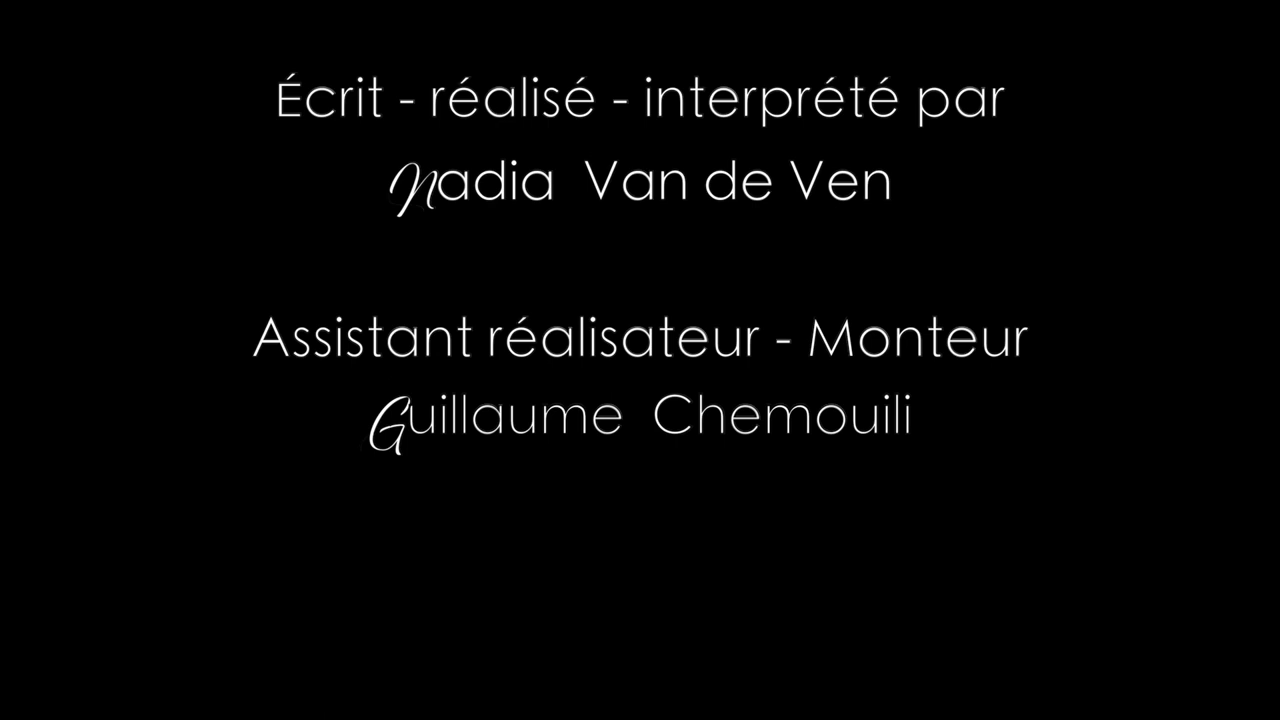 Écrit - réalisé - interprété par
Nadia Van de Ven
Assistant réalisateur - Monteur
Guillaume Chemouili